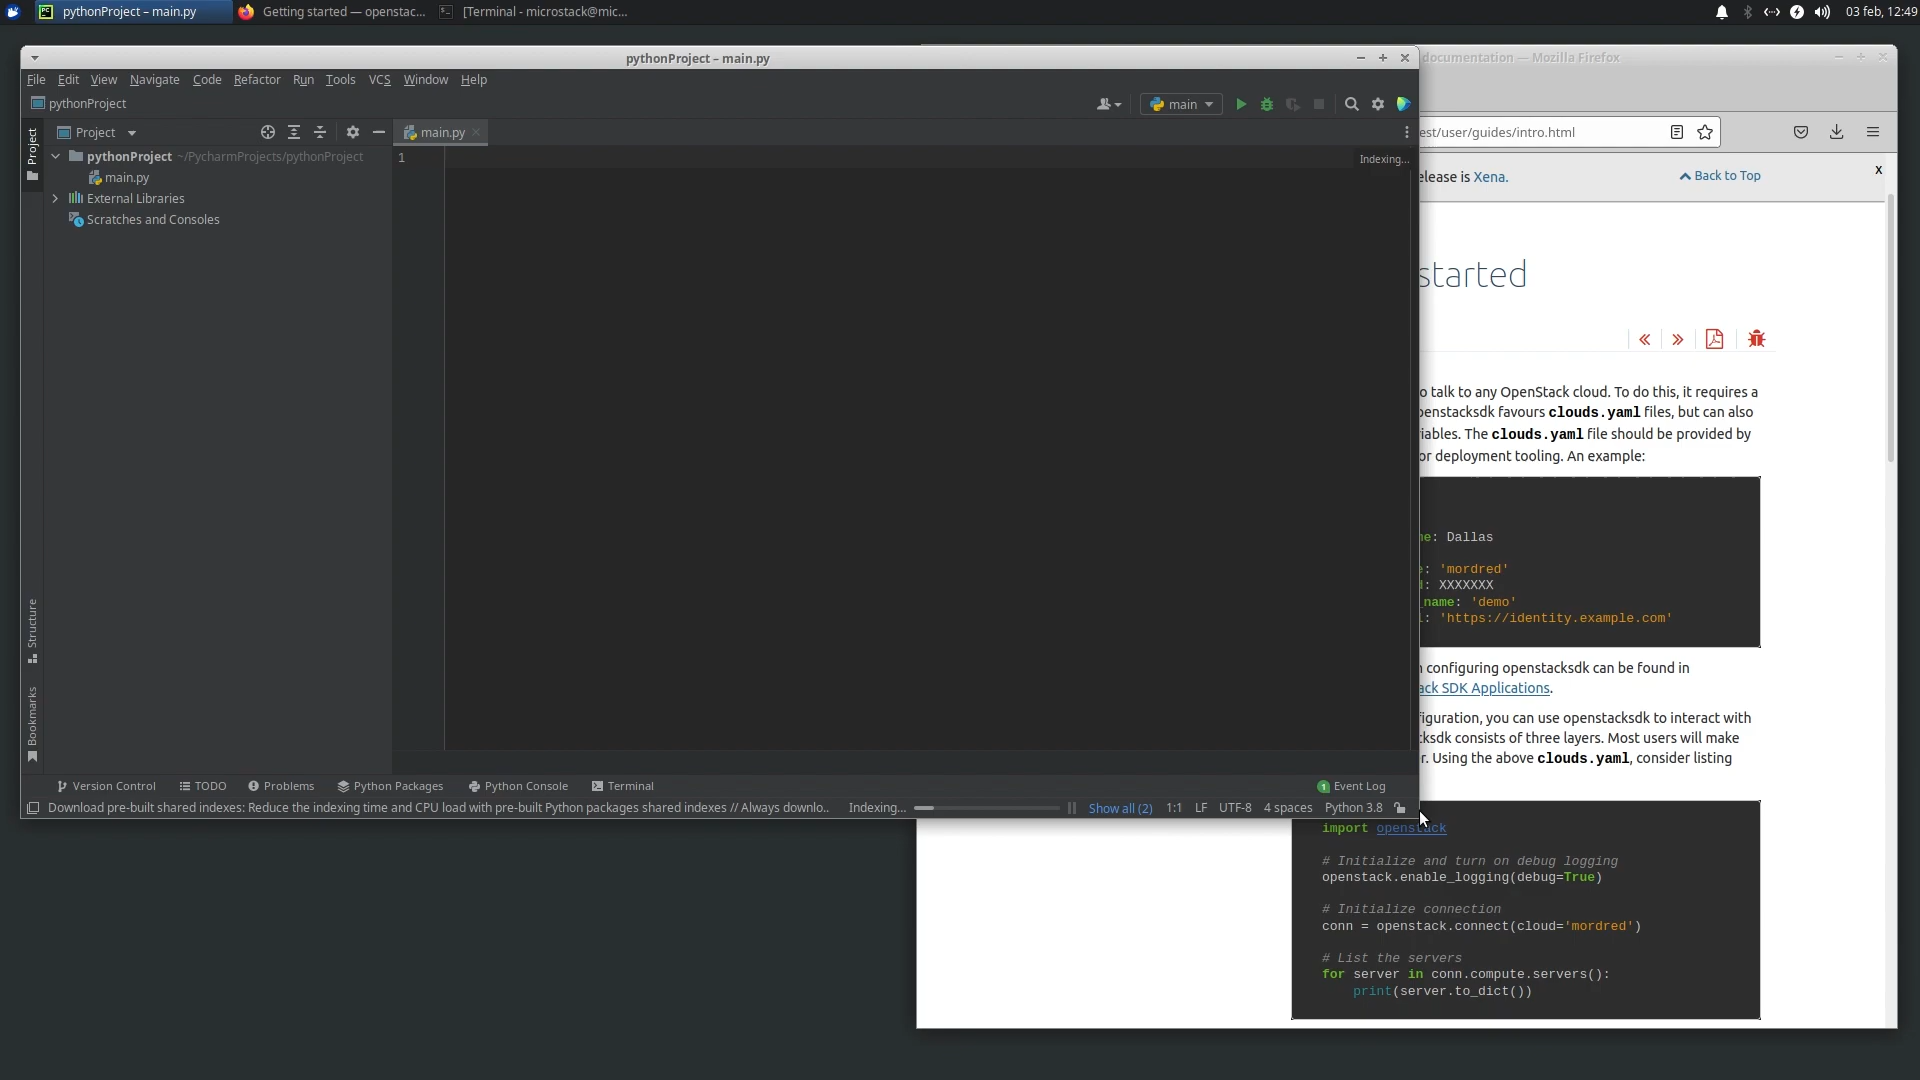 pythonProject – main.py
Getting started — openstac...
[Terminal - microstack@mic...
03 feb, 12:49
pythonProject – main.py
documentation — Mozilla Firefox
File Edit View Navigate Code Refactor Run Tools VCS Window Help
pythonProject
main
Project
main.py
est/user/guides/intro.html
Project
pythonProject ~/PycharmProjects/pythonProject
1
Indexing...
main.py
External Libraries
Scratches and Consoles
elease is Xena.
Back to Top
x
started
o talk to any OpenStack cloud. To do this, it requires a
penstacksdk favours clouds.yaml files, but can also
iables. The clouds.yaml file should be provided by
or deployment tooling. An example:
ne: Dallas
e: 'mordred'
d: XXXXXXX
_name: 'demo'
l: 'https://identity.example.com'
n configuring openstacksdk can be found in
ack SDK Applications.
figuration, you can use openstacksdk to interact with
cksdk consists of three layers. Most users will make
r. Using the above clouds.yaml, consider listing
Structure
Bookmarks
Version Control TODO Problems Python Packages Python Console Terminal 1 Event Log
Download pre-built shared indexes: Reduce the indexing time and CPU load with pre-built Python packages shared indexes // Always downlo.. Indexing... Show all (2) 1:1 LF UTF-8 4 spaces Python 3.8
import openstack
# Initialize and turn on debug logging
openstack.enable_logging(debug=True)
# Initialize connection
conn = openstack.connect(cloud='mordred')
# List the servers
for server in conn.compute.servers():
print(server.to_dict())